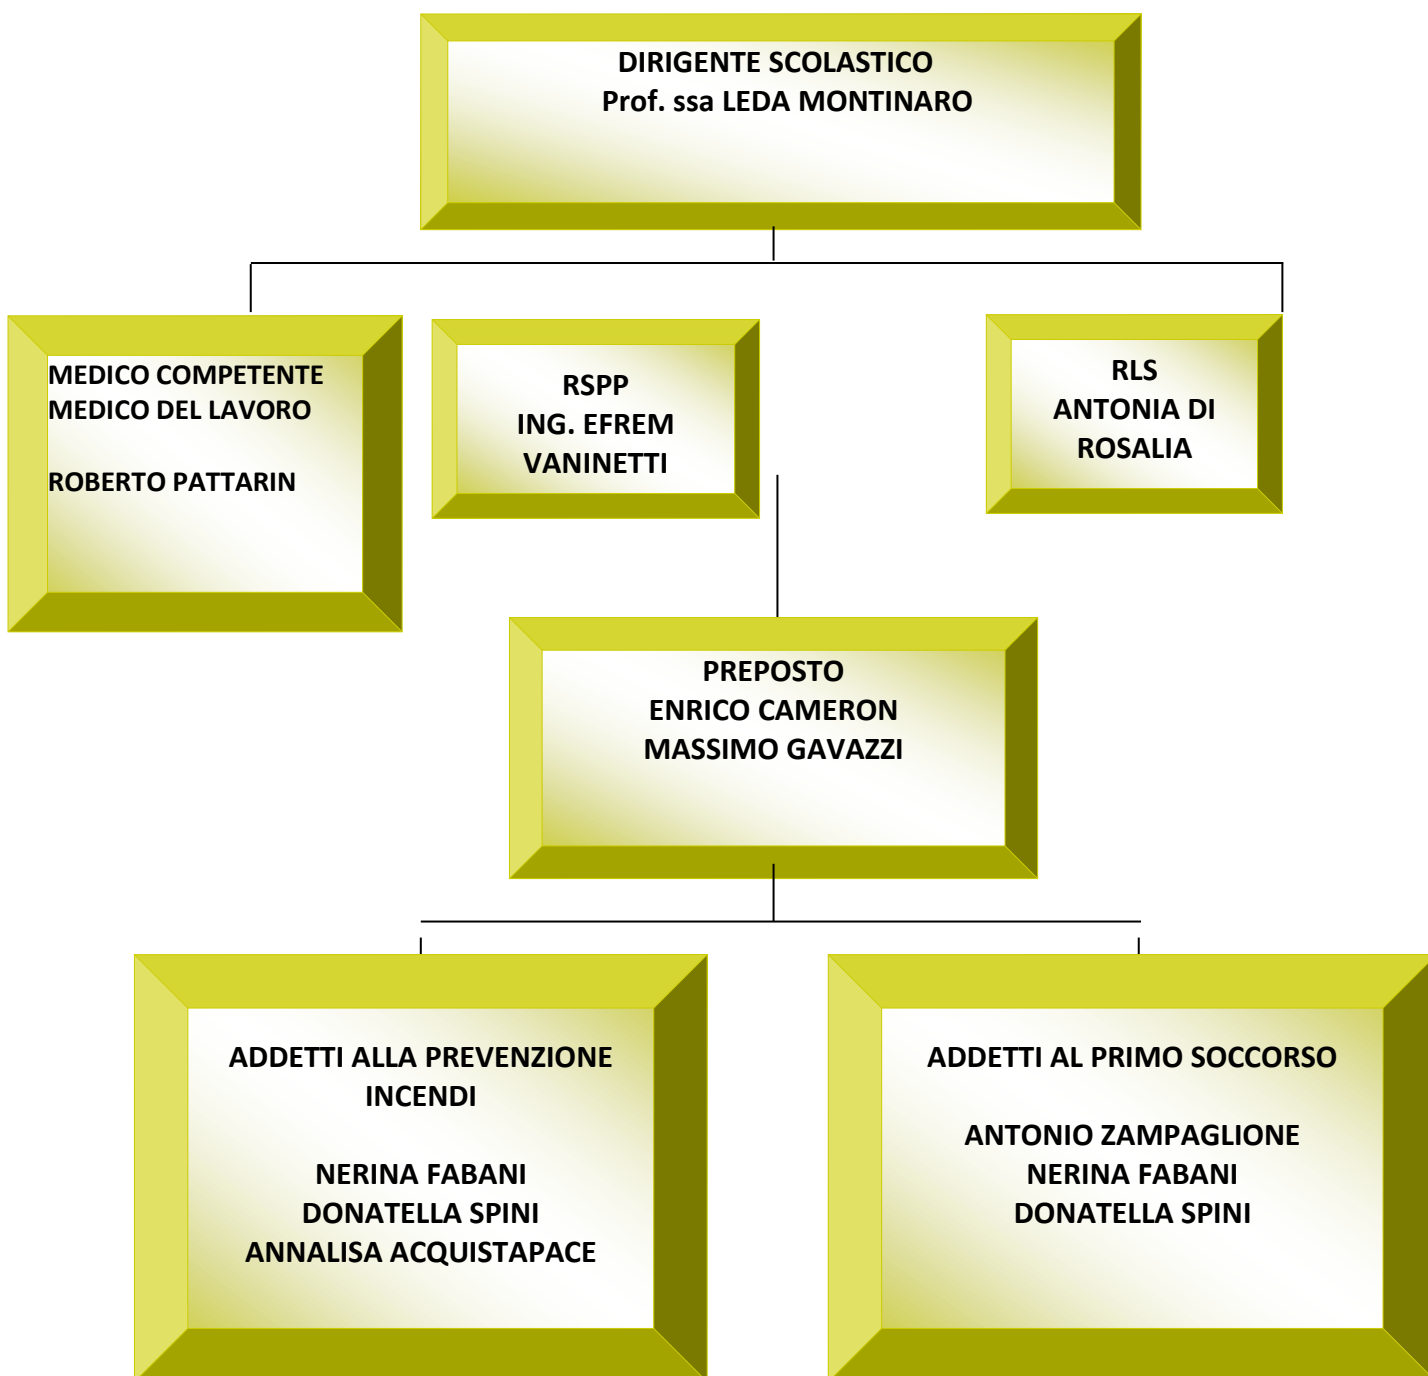 DIRIGENTE SCOLASTICO
Prof. ssa LEDA MONTINARO
MEDICO COMPETENTE
MEDICO DEL LAVORO
ROBERTO PATTARIN
RSPP
ING. EFREM
VANINETTI
RLS
ANTONIA DI
ROSALIA
PREPOSTO
ENRICO CAMERON
MASSIMO GAVAZZI
ADDETTI ALLA PREVENZIONE
INCENDI
NERINA FABANI
DONATELLA SPINI
ANNALISA ACQUISTAPACE
ADDETTI AL PRIMO SOCCORSO
ANTONIO ZAMPAGLIONE
NERINA FABANI
DONATELLA SPINI